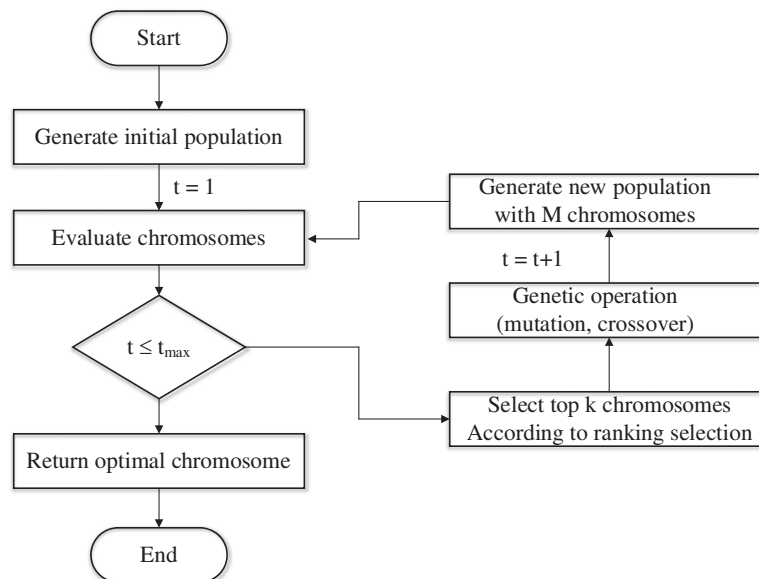 Start
Generate initial population
t = 1
Evaluate chromosomes
t ≤ tmax
Return optimal chromosome
End
Generate new population
with M chromosomes
t = t+1
Genetic operation
(mutation, crossover)
Select top k chromosomes
According to ranking selection